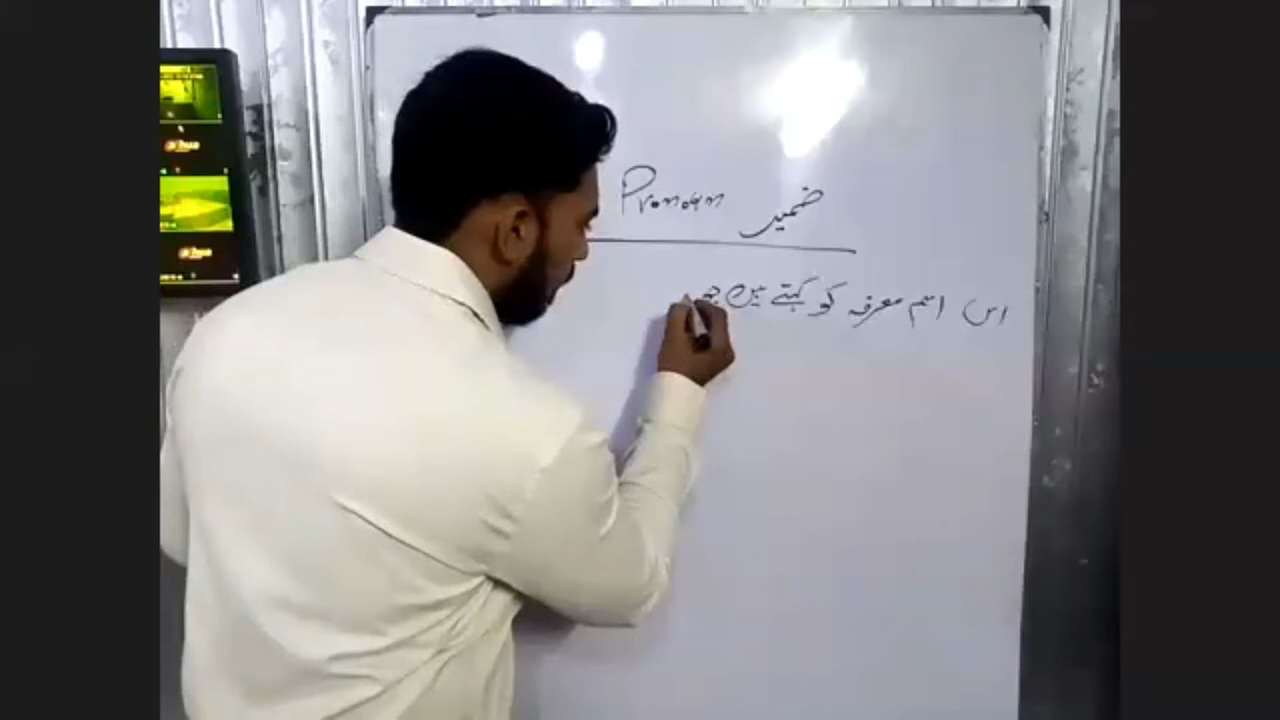 Pronoun ضمیر
اس اسم معرفہ کو کہتے ہیں جو